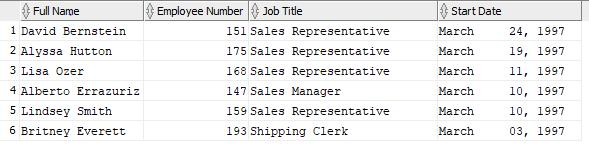 Full Name Employee Number Job Title Start Date
1 David Bernstein 151 Sales Representative March 24, 1997
2 Alyssa Hutton 175 Sales Representative March 19, 1997
3 Lisa Ozer 168 Sales Representative March 11, 1997
4 Alberto Errazuriz 147 Sales Manager March 10, 1997
5 Lindsey Smith 159 Sales Representative March 10, 1997
6 Britney Everett 193 Shipping Clerk March 03, 1997